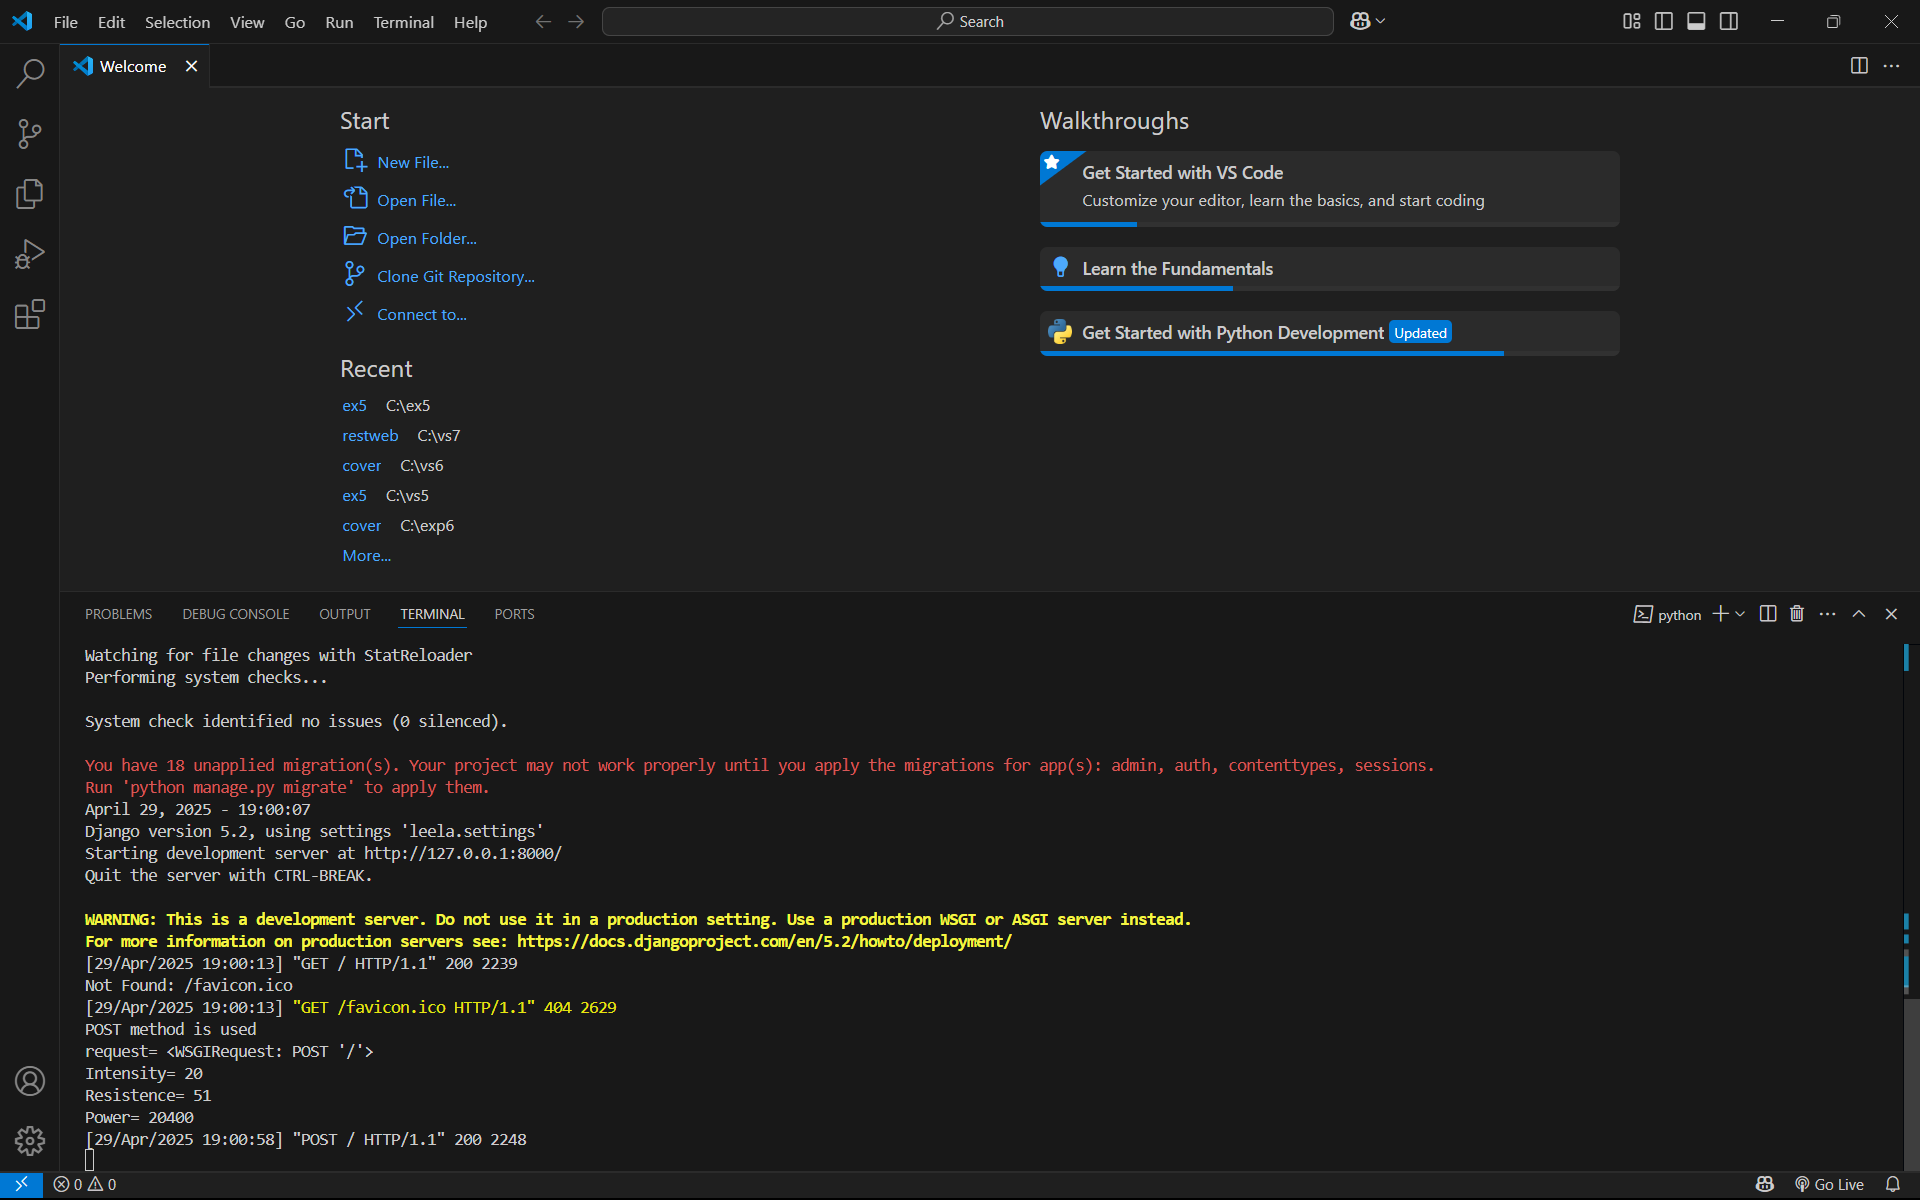 File Edit Selection View Go Run Terminal Help
Search
Welcome
Start
New File...
Open File...
Open Folder...
Clone Git Repository...
Connect to...
Recent
ex5 C:\ex5
restweb C:\vs7
cover C:\vs6
ex5 C:\vs5
cover C:\exp6
More...
Walkthroughs
Get Started with VS Code
Customize your editor, learn the basics, and start coding
Learn the Fundamentals
Get Started with Python Development Updated
PROBLEMS DEBUG CONSOLE OUTPUT TERMINAL PORTS
python
Watching for file changes with StatReloader
Performing system checks...
System check identified no issues (0 silenced).
You have 18 unapplied migration(s). Your project may not work properly until you apply the migrations for app(s): admin, auth, contenttypes, sessions.
Run 'python manage.py migrate' to apply them.
April 29, 2025 - 19:00:07
Django version 5.2, using settings 'leela.settings'
Starting development server at http://127.0.0.1:8000/
Quit the server with CTRL-BREAK.
WARNING: This is a development server. Do not use it in a production setting. Use a production WSGI or ASGI server instead.
For more information on production servers see: https://docs.djangoproject.com/en/5.2/howto/deployment/
[29/Apr/2025 19:00:13] "GET / HTTP/1.1" 200 2239
Not Found: /favicon.ico
[29/Apr/2025 19:00:13] "GET /favicon.ico HTTP/1.1" 404 2629
POST method is used
request= <WSGIRequest: POST '/'>
Intensity= 20
Resistence= 51
Power= 20400
[29/Apr/2025 19:00:58] "POST / HTTP/1.1" 200 2248
0 0
Go Live